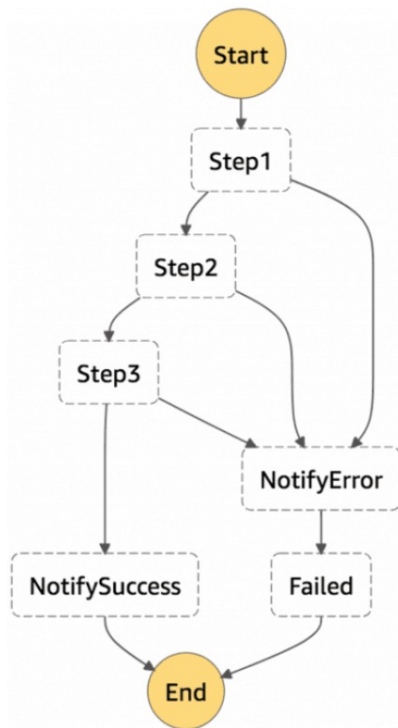 Start
Step1
Step2
Step3
NotifyError
NotifySuccess
Failed
End